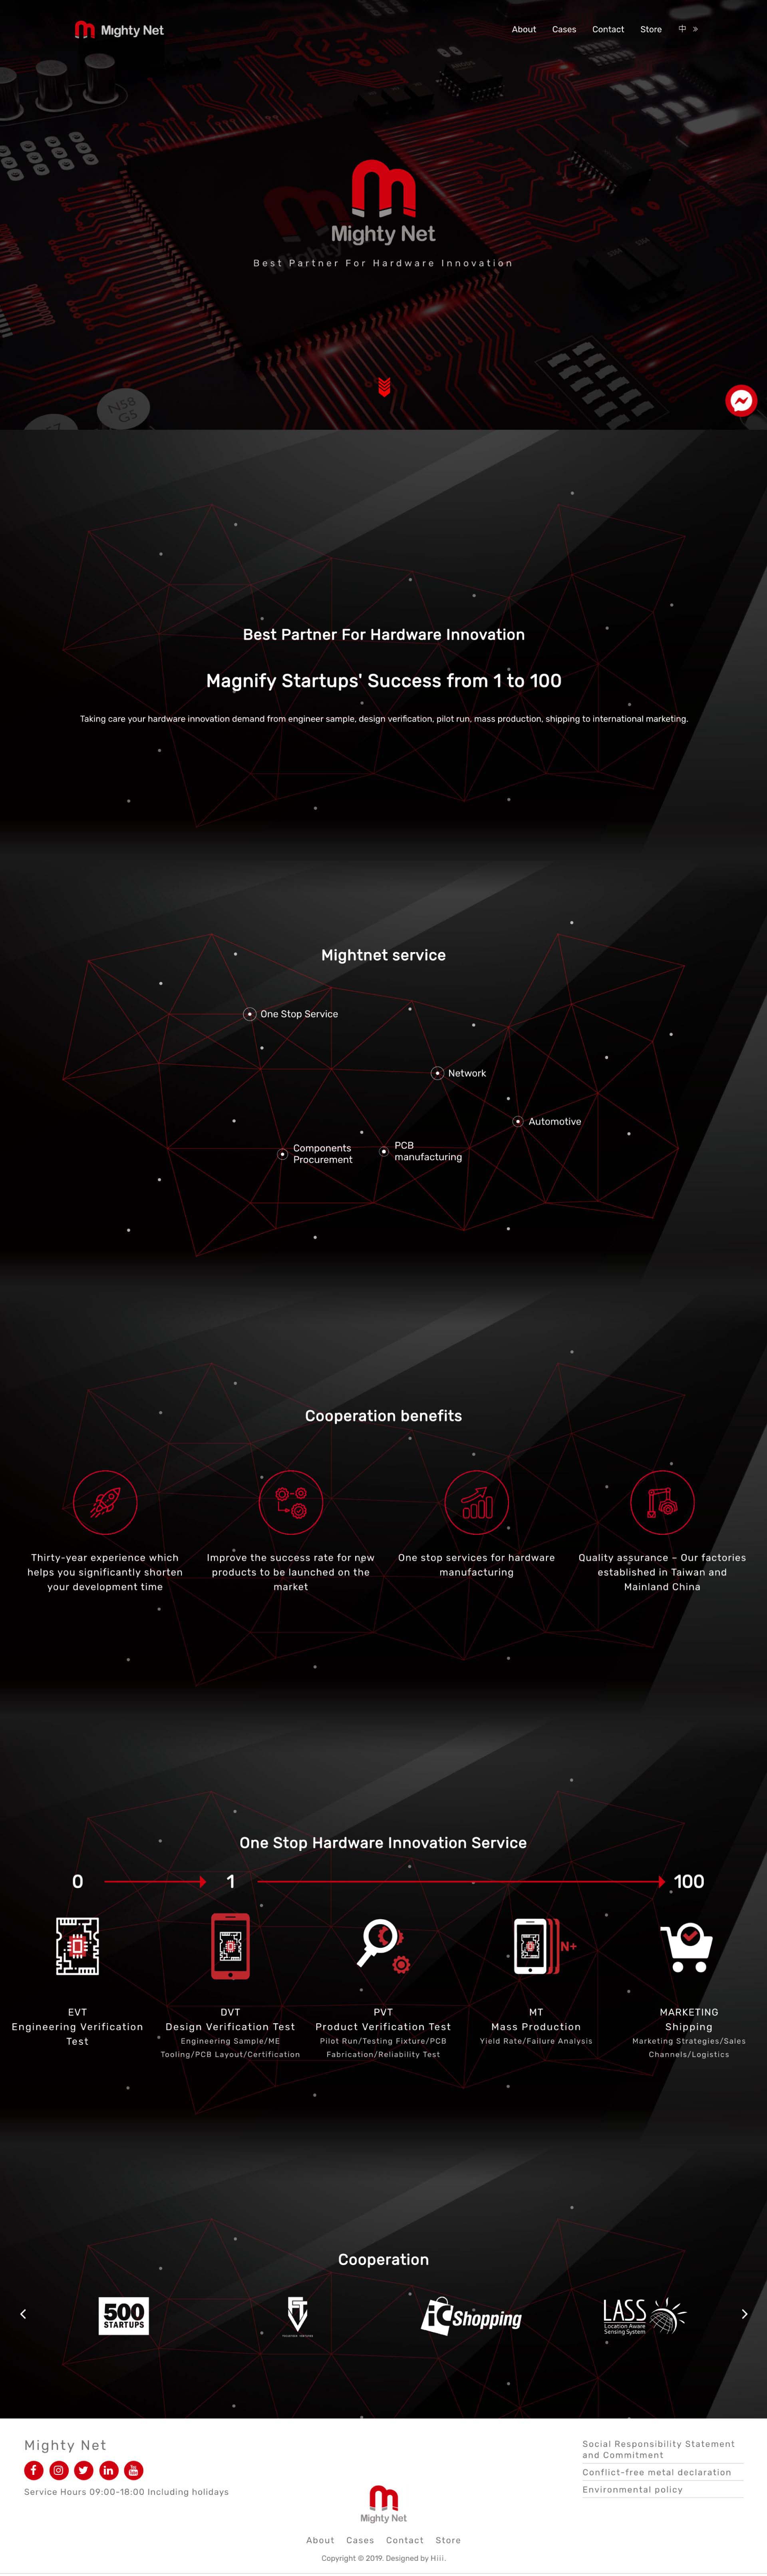 Mighty Net
About Cases Contact Store 中 »
Mighty Net
Best Partner For Hardware Innovation
N58
G5
Best Partner For Hardware Innovation
Magnify Startups' Success from 1 to 100
Taking care your hardware innovation demand from engineer sample, design verification, pilot run, mass production, shipping to international marketing.
Mightnet service
One Stop Service
Network
Automotive
Components
Procurement
PCB
manufacturing
Cooperation benefits
Thirty-year experience which
helps you significantly shorten
your development time
Improve the success rate for new
products to be launched on the
market
One stop services for hardware
manufacturing
Quality assurance – Our factories
established in Taiwan and
Mainland China
One Stop Hardware Innovation Service
0 1 100
N+
EVT
Engineering Verification
Test
DVT
Design Verification Test
Engineering Sample/ME
Tooling/PCB Layout/Certification
PVT
Product Verification Test
Pilot Run/Testing Fixture/PCB
Fabrication/Reliability Test
MT
Mass Production
Yield Rate/Failure Analysis
MARKETING
Shipping
Marketing Strategies/Sales
Channels/Logistics
Cooperation
500
STARTUPS
iC Shopping
LASS
Location Aware
Sensing System
Mighty Net
Service Hours 09:00-18:00 Including holidays
Social Responsibility Statement
and Commitment
Conflict-free metal declaration
Environmental policy
Mighty Net
About Cases Contact Store
Copyright © 2019. Designed by Hiii.